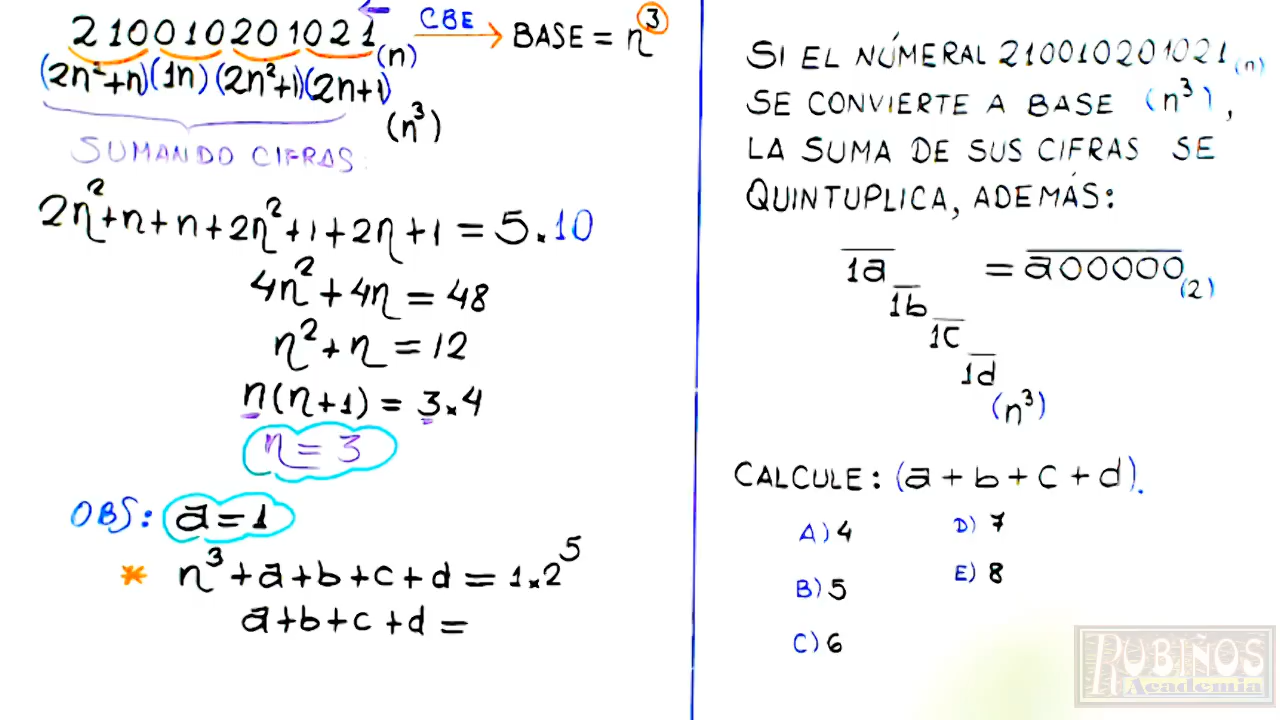 210010201021(n) CBE → BASE = n³
(2n²+n)(1n)(2n²+1)(2n+1)(n³)
SUMANDO CIFRAS:
2n²+n+n+2n²+1+2n+1 = 5.10
4n²+4n = 48
n²+n = 12
n(n+1) = 3×4
n = 3
OBS: a=1
* n³+a+b+c+d = 1×2⁵
a+b+c+d =
SI EL NÚMERAL 210010201021(n)
SE CONVIERTE A BASE (n³),
LA SUMA DE SUS CIFRAS SE
QUINTUPLICA, ADEMÁS:
1a = a00000(2)
1b
1c
1d
(n³)
CALCULE: (a+b+c+d).
A) 4 D) 7
B) 5 E) 8
C) 6
RUBIÑOS
Academia